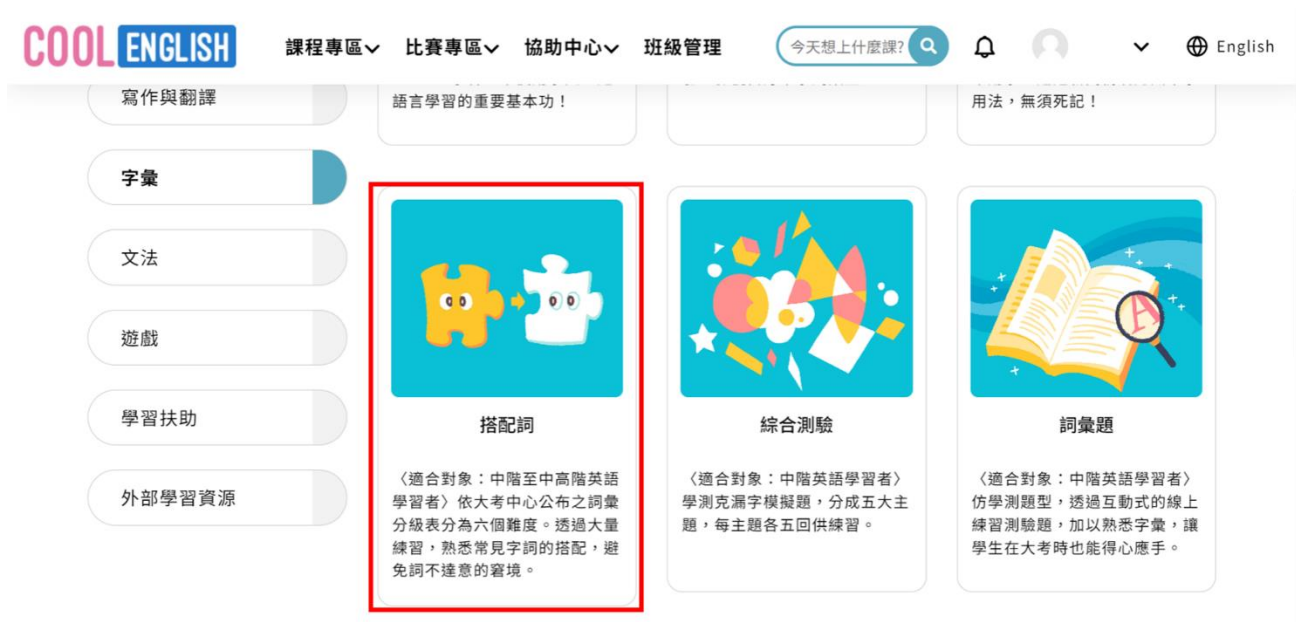 COOL ENGLISH 課程專區 比賽專區 協助中心 班級管理 今天想上什麼課? English
寫作與翻譯
字彙
文法
遊戲
學習扶助
外部學習資源
語言學習的重要基本功！
用法，無須死記！
搭配詞
〈適合對象：中階至中高階英語
學習者〉依大考中心公布之詞彙
分級表分為六個難度。透過大量
練習，熟悉常見字詞的搭配，避
免詞不達意的窘境。
綜合測驗
〈適合對象：中階英語學習者〉
學測克漏字模擬題，分成五大主
題，每主題各五回供練習。
A
詞彙題
〈適合對象：中階英語學習者〉
仿學測題型，透過互動式的線上
練習測驗題，加以熟悉字彙，讓
學生在大考時也能得心應手。